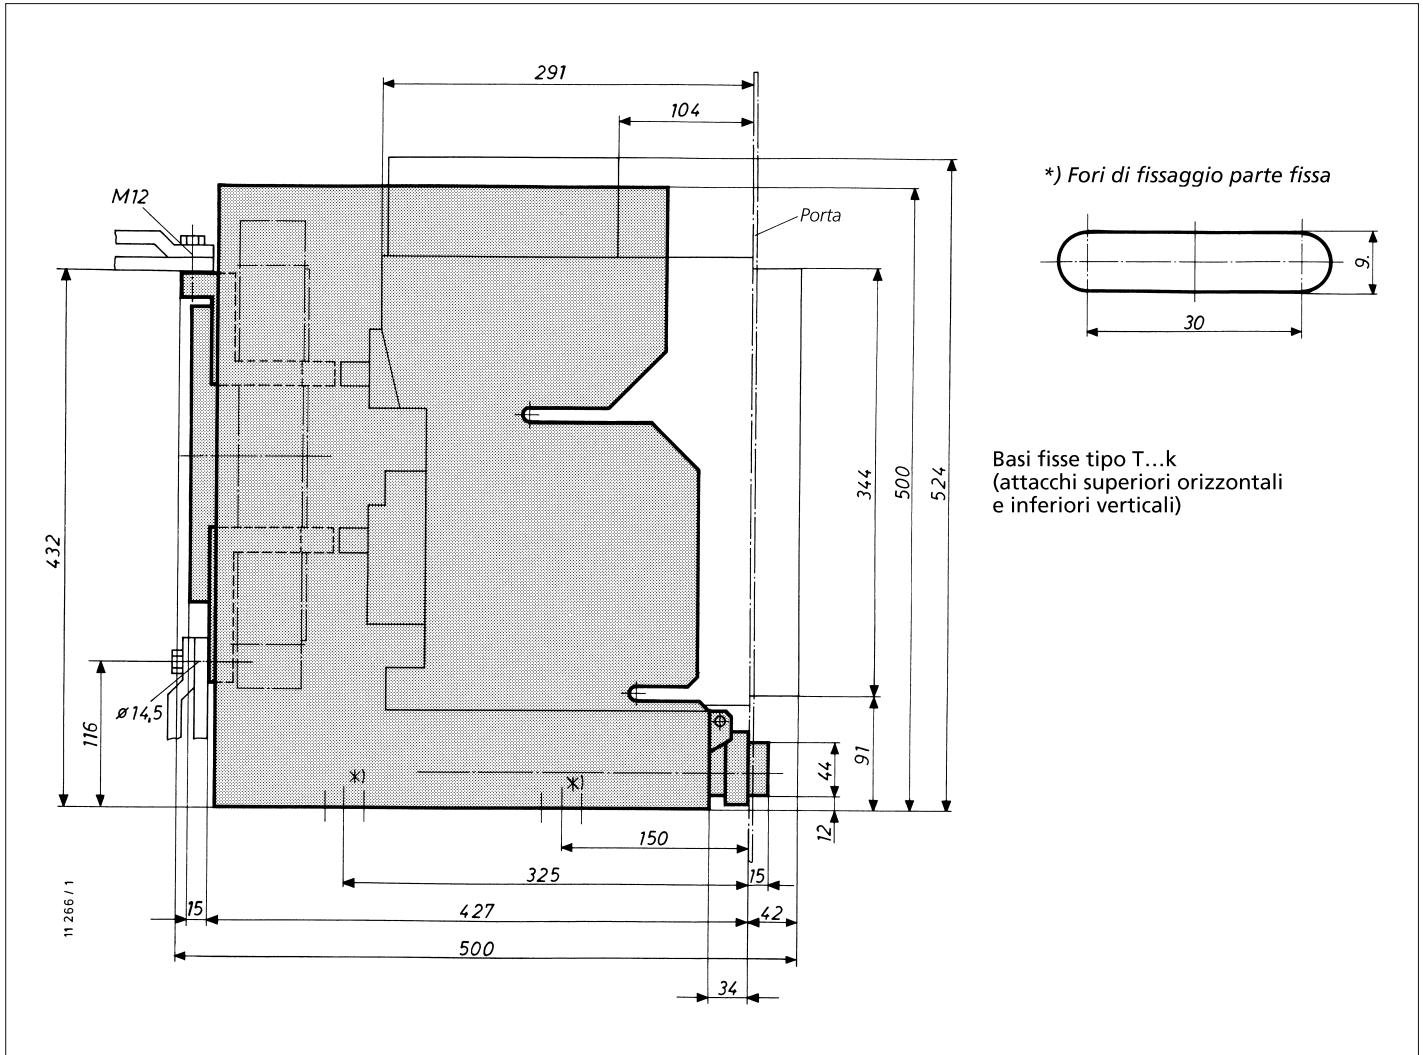 291
104
*) Fori di fissaggio parte fissa
M12
Porta
9.
30
Basi fisse tipo T...k
(attacchi superiori orizzontali
e inferiori verticali)
344
500
524
432
ø 14,5
116
*)
*)
44
91
12
150
325
15
15
427
42
500
34
11 266 / 1